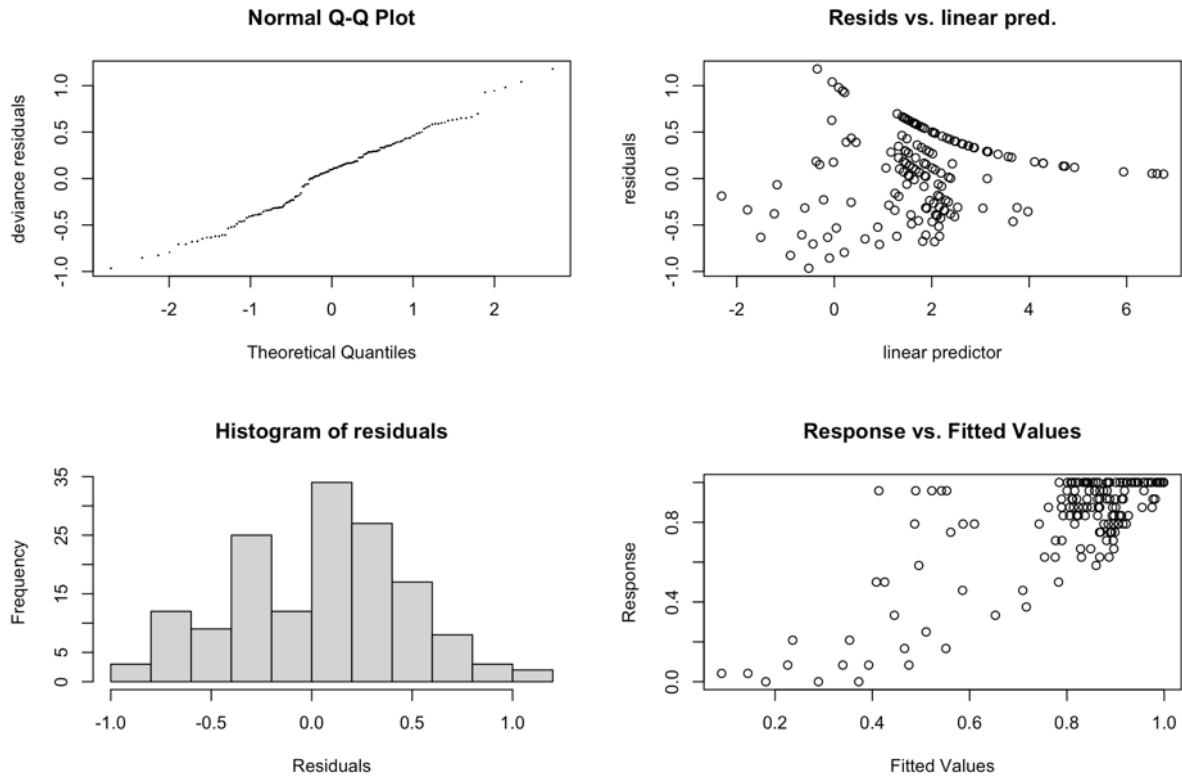 Normal Q-Q Plot
deviance residuals
-1.0 -0.5 0.0 0.5 1.0
-2 -1 0 1 2
Theoretical Quantiles
Resids vs. linear pred.
residuals
-1.0 -0.5 0.0 0.5 1.0
-2 0 2 4 6
linear predictor
Histogram of residuals
Frequency
0 5 15 25 35
-1.0 -0.5 0.0 0.5 1.0
Residuals
Response vs. Fitted Values
Response
0.0 0.4 0.8
0.2 0.4 0.6 0.8 1.0
Fitted Values